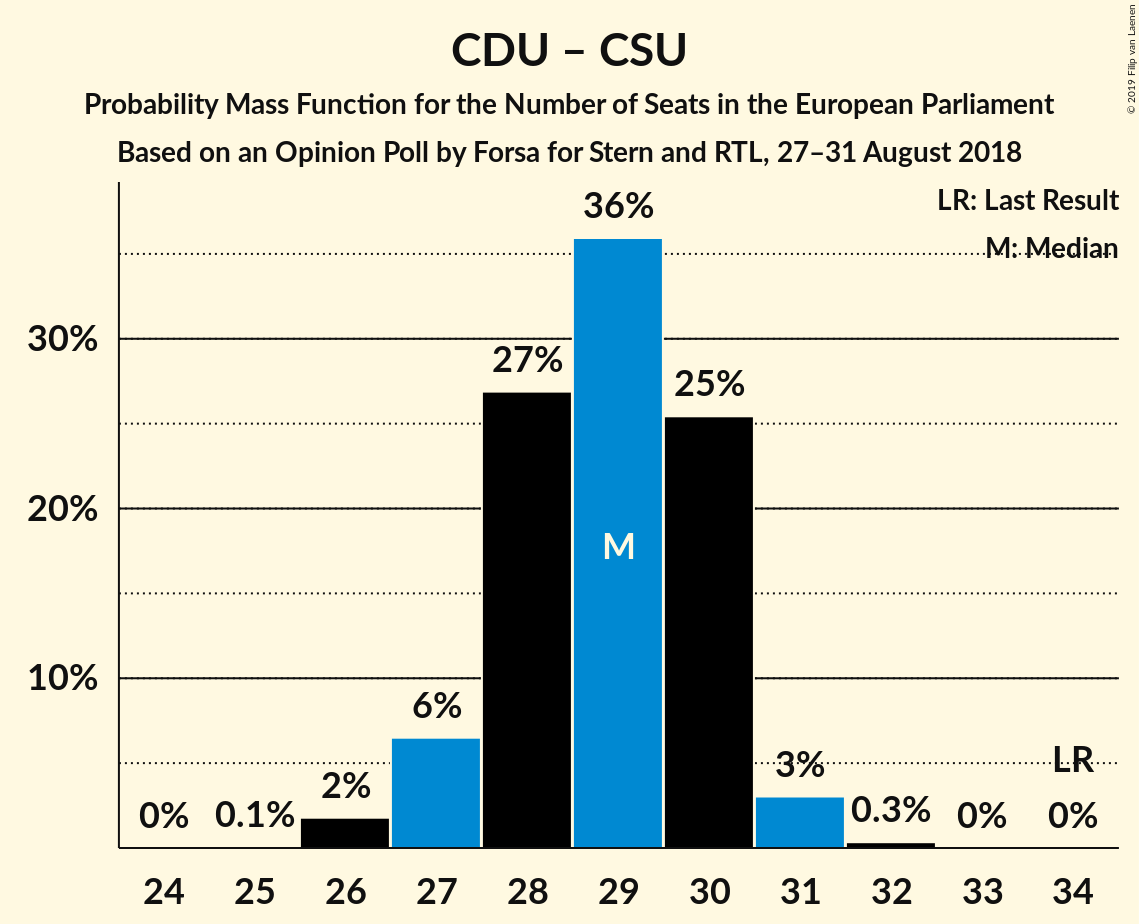 CDU – CSU
Probability Mass Function for the Number of Seats in the European Parliament
Based on an Opinion Poll by Forsa for Stern and RTL, 27–31 August 2018
© 2019 Filip van Laenen
LR: Last Result
M: Median
36%
30%
27%
25%
20%
M
10%
6%
3%
LR
2%
0%
0.1%
0.3%
0%
0%
24 25 26 27 28 29 30 31 32 33 34